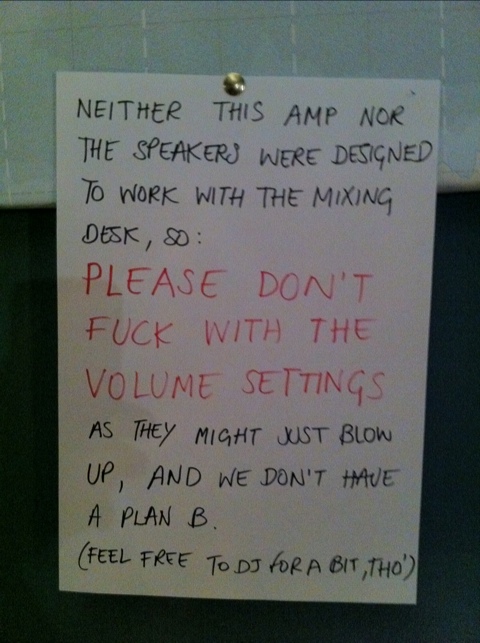 NEITHER THIS AMP NOR
THE SPEAKERS WERE DESIGNED
TO WORK WITH THE MIXING
DESK, SO:
PLEASE DON'T
FUCK WITH THE
VOLUME SETTINGS
AS THEY MIGHT JUST BLOW
UP, AND WE DON'T HAVE
A PLAN B.
(FEEL FREE TO DJ FOR A BIT, THO')